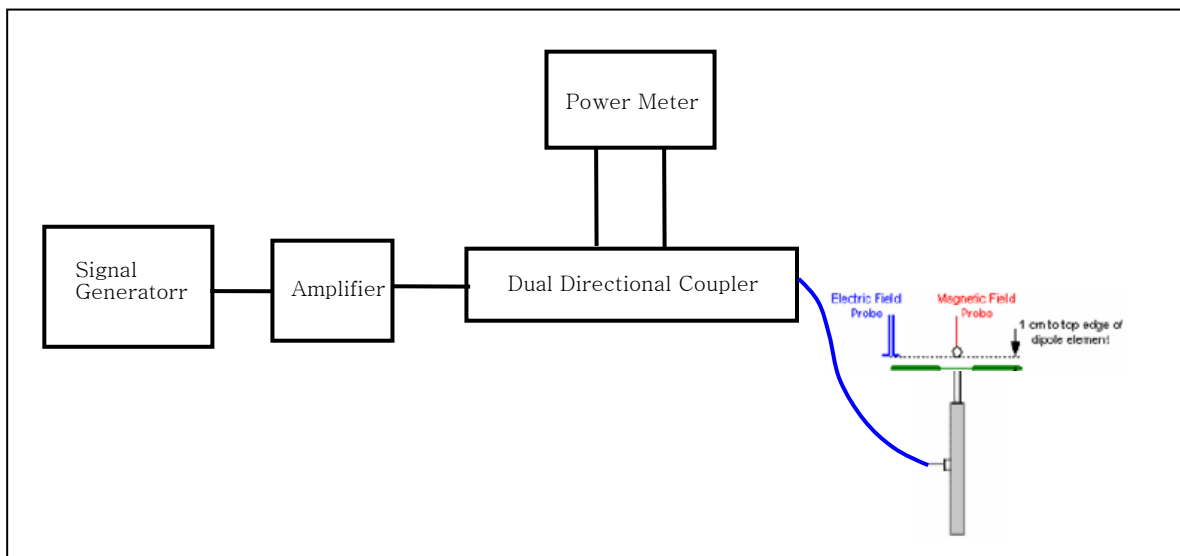 Power Meter
Signal
Generatorr
Amplifier
Dual Directional Coupler
Electric Field
Probe
Magnetic Field
Probe
1 cm to top edge of
dipole element